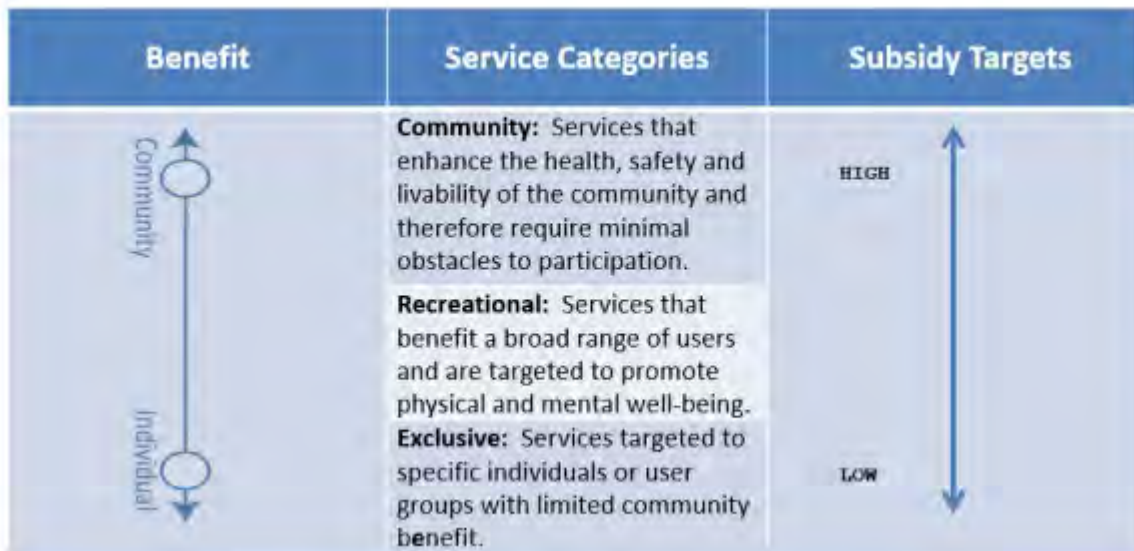 Benefit
Service Categories
Subsidy Targets
Community
Individual
Community: Services that
enhance the health, safety and
livability of the community and
therefore require minimal
obstacles to participation.
Recreational: Services that
benefit a broad range of users
and are targeted to promote
physical and mental well-being.
Exclusive: Services targeted to
specific individuals or user
groups with limited community
benefit.
HIGH
LOW